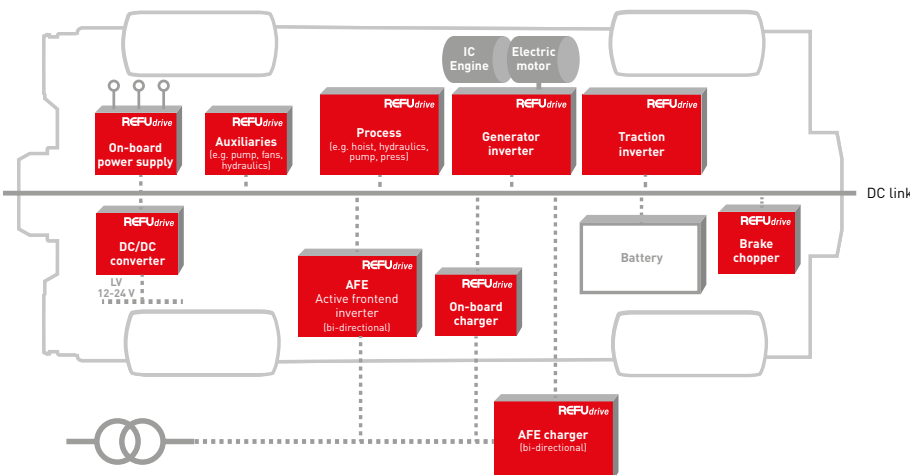 IC
Engine
Electric
motor
REFUdrive
On-board
power supply
REFUdrive
Auxiliaries
(e.g. pump, fans,
hydraulics)
REFUdrive
Process
(e.g. hoist, hydraulics,
pump, press)
REFUdrive
Generator
inverter
REFUdrive
Traction
inverter
DC link
REFUdrive
DC/DC
converter
LV
12-24 V
REFUdrive
AFE
Active frontend
inverter
(bi-directional)
REFUdrive
On-board
charger
Battery
REFUdrive
Brake
chopper
REFUdrive
AFE charger
(bi-directional)